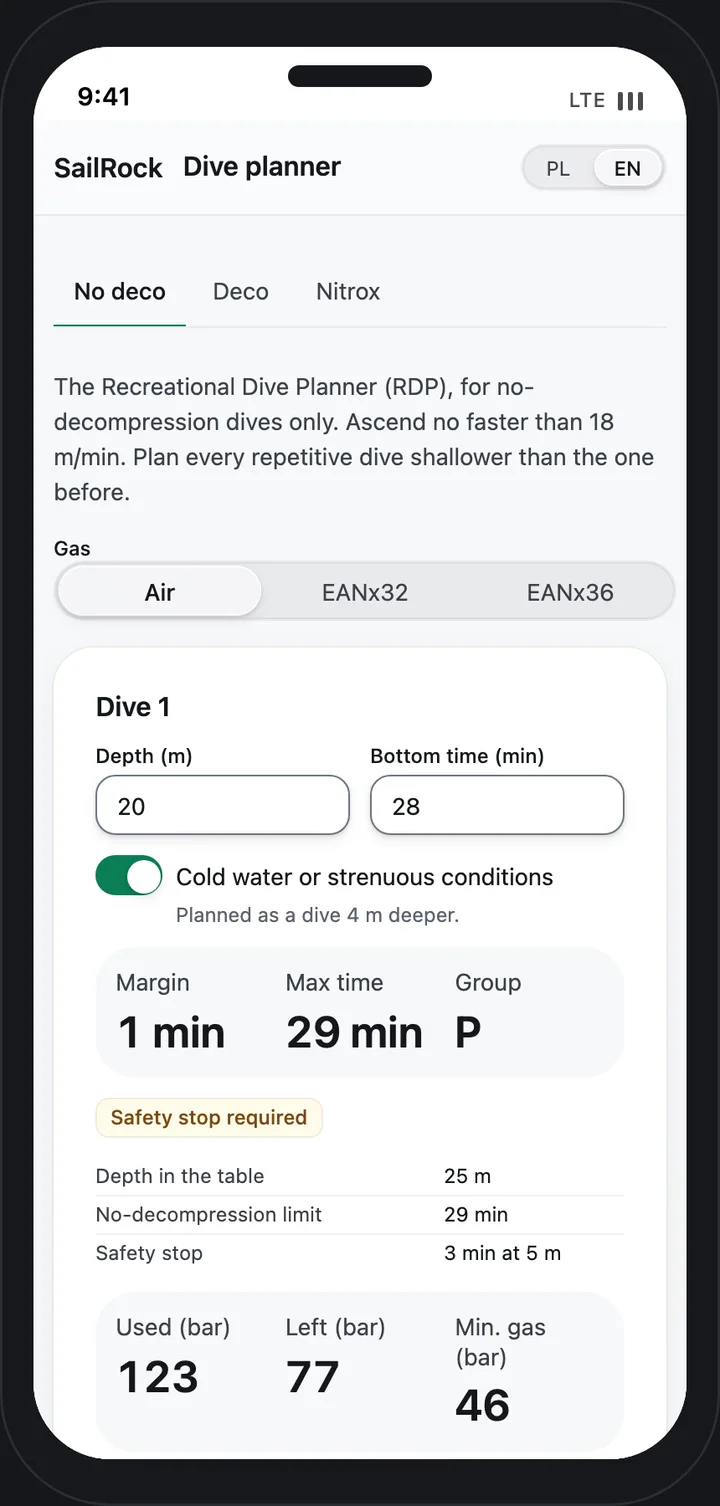 9:41
LTE
SailRock Dive planner
PL EN
No deco Deco Nitrox
The Recreational Dive Planner (RDP), for no-
decompression dives only. Ascend no faster than 18
m/min. Plan every repetitive dive shallower than the one
before.
Gas
Air EANx32 EANx36
Dive 1
Depth (m) Bottom time (min)
20 28
Cold water or strenuous conditions
Planned as a dive 4 m deeper.
Margin Max time Group
1 min 29 min P
Safety stop required
Depth in the table 25 m
No-decompression limit 29 min
Safety stop 3 min at 5 m
Used (bar) Left (bar) Min. gas
(bar)
123 77 46